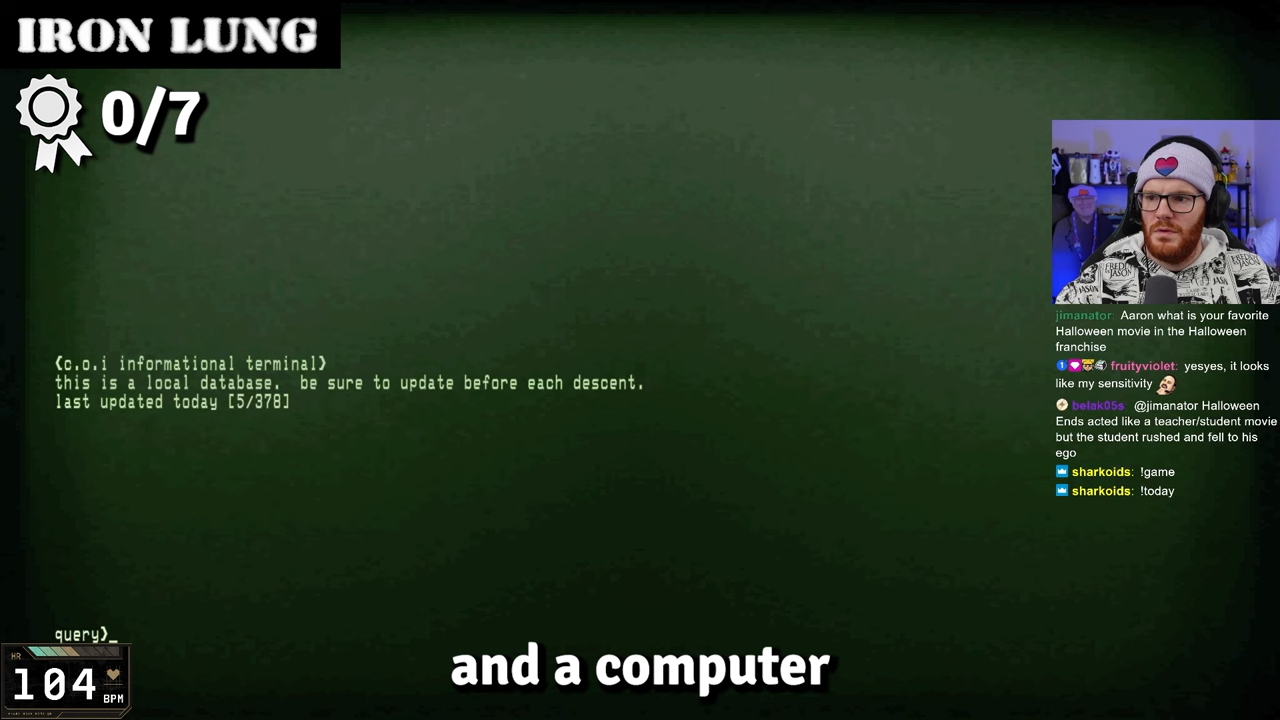 IRON LUNG
0/7
<c.o.i informational terminal>
this is a local database. be sure to update before each descent.
last updated today [5/378]
query>_
HR
104
BPM
and a computer
jimanator: Aaron what is your favorite
Halloween movie in the Halloween
franchise
fruityviolet: yesyes, it looks
like my sensitivity
belak05s: @jimanator Halloween
Ends acted like a teacher/student movie
but the student rushed and fell to his
ego
sharkoids: !game
sharkoids: !today